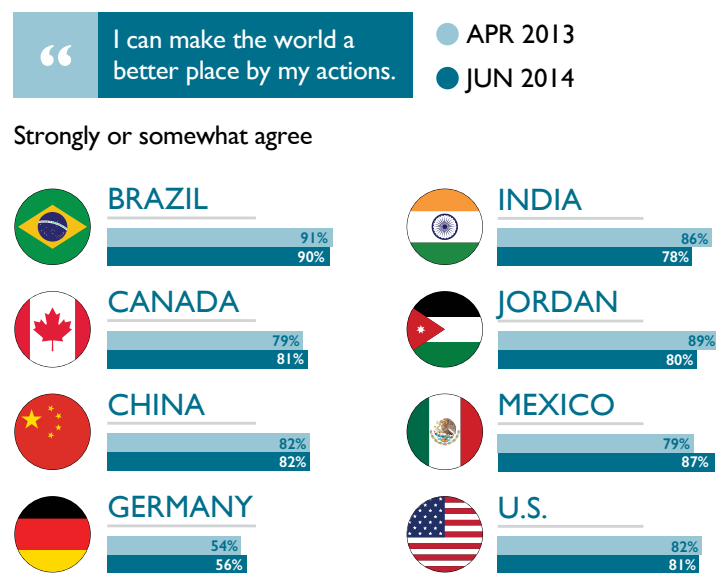 “
I can make the world a
better place by my actions.
APR 2013
JUN 2014
Strongly or somewhat agree
BRAZIL
91%
90%
INDIA
86%
78%
CANADA
79%
81%
JORDAN
89%
80%
CHINA
82%
82%
MEXICO
79%
87%
GERMANY
54%
56%
U.S.
82%
81%